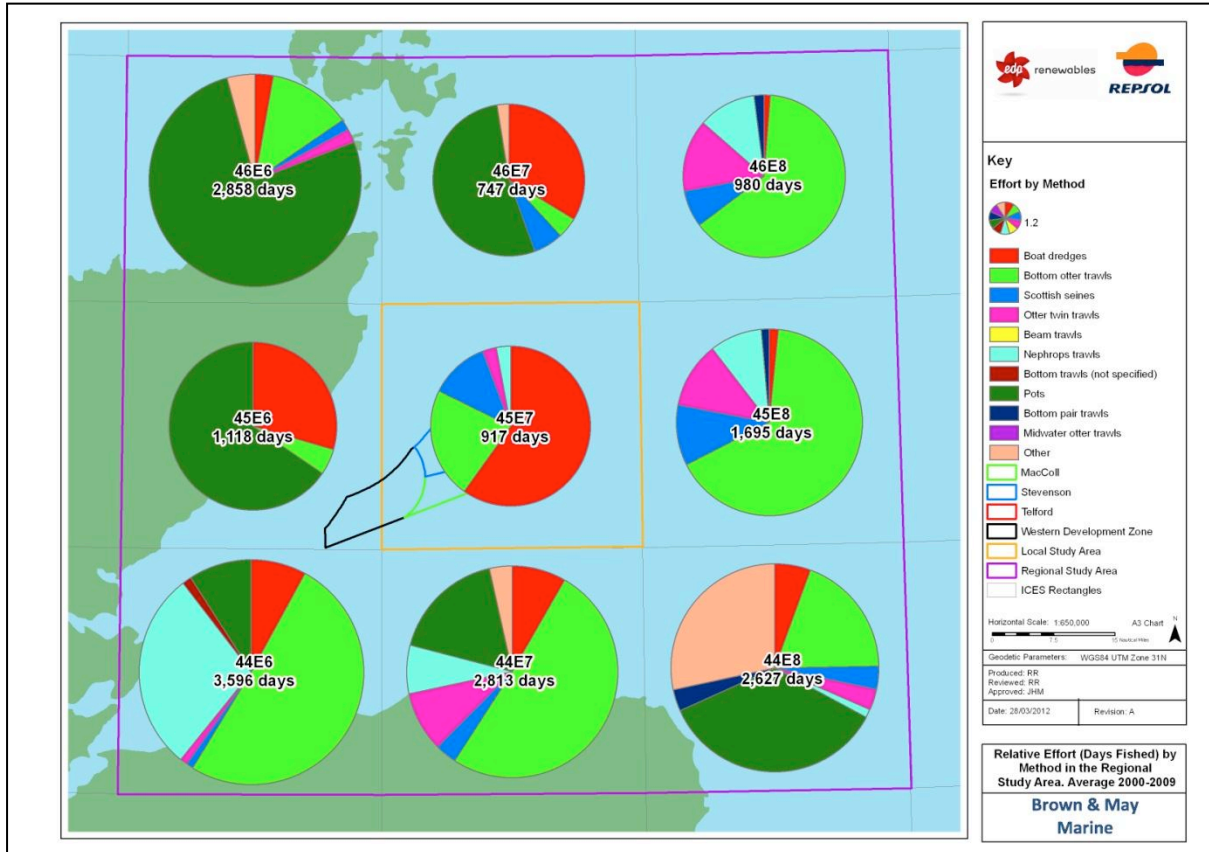 46E6
2,858 days
46E7
747 days
46E8
980 days
45E6
1,118 days
45E7
917 days
45E8
1,695 days
44E6
3,596 days
44E7
2,813 days
44E8
2,627 days
edp renewables
REPSOL
Key
Effort by Method
1.2
Boat dredges
Bottom otter trawls
Scottish seines
Otter twin trawls
Beam trawls
Nephrops trawls
Bottom trawls (not specified)
Pots
Bottom pair trawls
Midwater otter trawls
Other
MacColl
Stevenson
Telford
Western Development Zone
Local Study Area
Regional Study Area
ICES Rectangles
Horizontal Scale: 1:650,000 A3 Chart N
0 7.5 15 Nautical Miles
Geodetic Parameters: WGS84 UTM Zone 31N
Produced: RR
Reviewed: RR
Approved: JHM
Date: 28/03/2012 Revision: A
Relative Effort (Days Fished) by
Method in the Regional
Study Area. Average 2000-2009
Brown & May
Marine